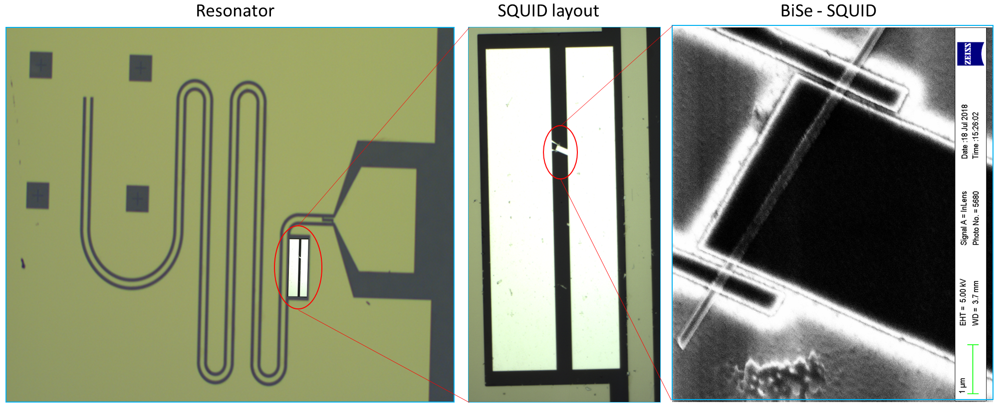 Resonator
SQUID layout
BiSe - SQUID
ZEISS
Date :18 Jul 2018
Time :15:26:02
Signal A = InLens
Photo No. = 5680
EHT = 5.00 kV
WD = 3.7 mm
1 µm